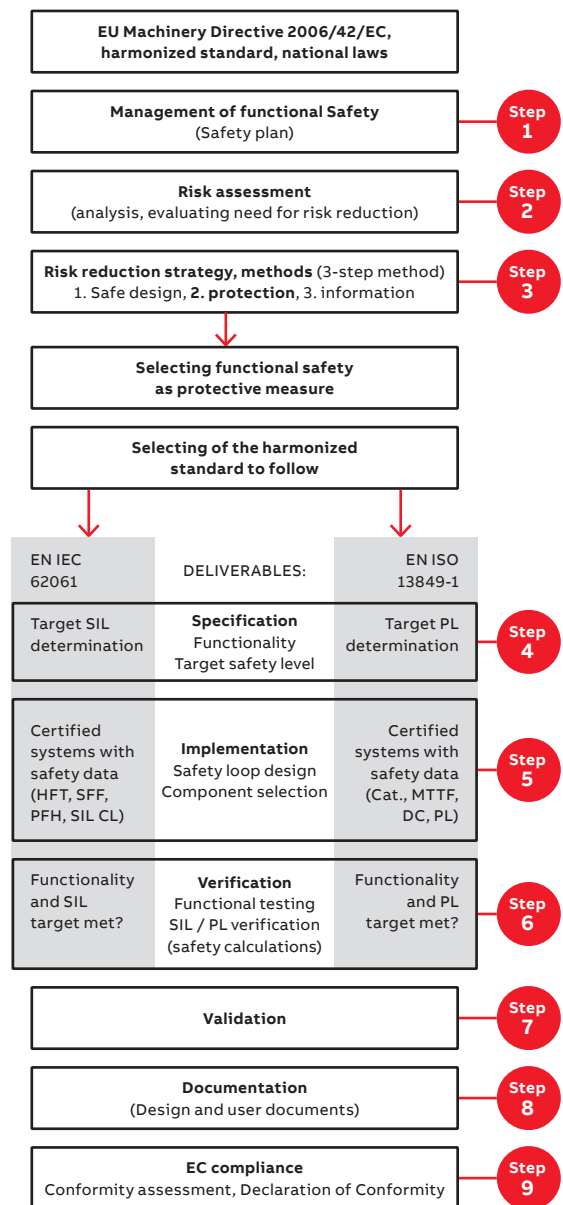 EU Machinery Directive 2006/42/EC,
harmonized standard, national laws
Management of functional Safety
(Safety plan)
Step
1
Risk assessment
(analysis, evaluating need for risk reduction)
Step
2
Risk reduction strategy, methods (3-step method)
1. Safe design, 2. protection, 3. information
Step
3
Selecting functional safety
as protective measure
Selecting of the harmonized
standard to follow
EN IEC
62061
DELIVERABLES:
EN ISO
13849-1
Target SIL
determination
Specification
Functionality
Target safety level
Target PL
determination
Step
4
Certified
systems with
safety data
(HFT, SFF,
PFH, SIL CL)
Implementation
Safety loop design
Component selection
Certified
systems with
safety data
(Cat., MTTF,
DC, PL)
Step
5
Functionality
and SIL
target met?
Verification
Functional testing
SIL / PL verification
(safety calculations)
Functionality
and PL
target met?
Step
6
Validation
Step
7
Documentation
(Design and user documents)
Step
8
EC compliance
Conformity assessment, Declaration of Conformity
Step
9